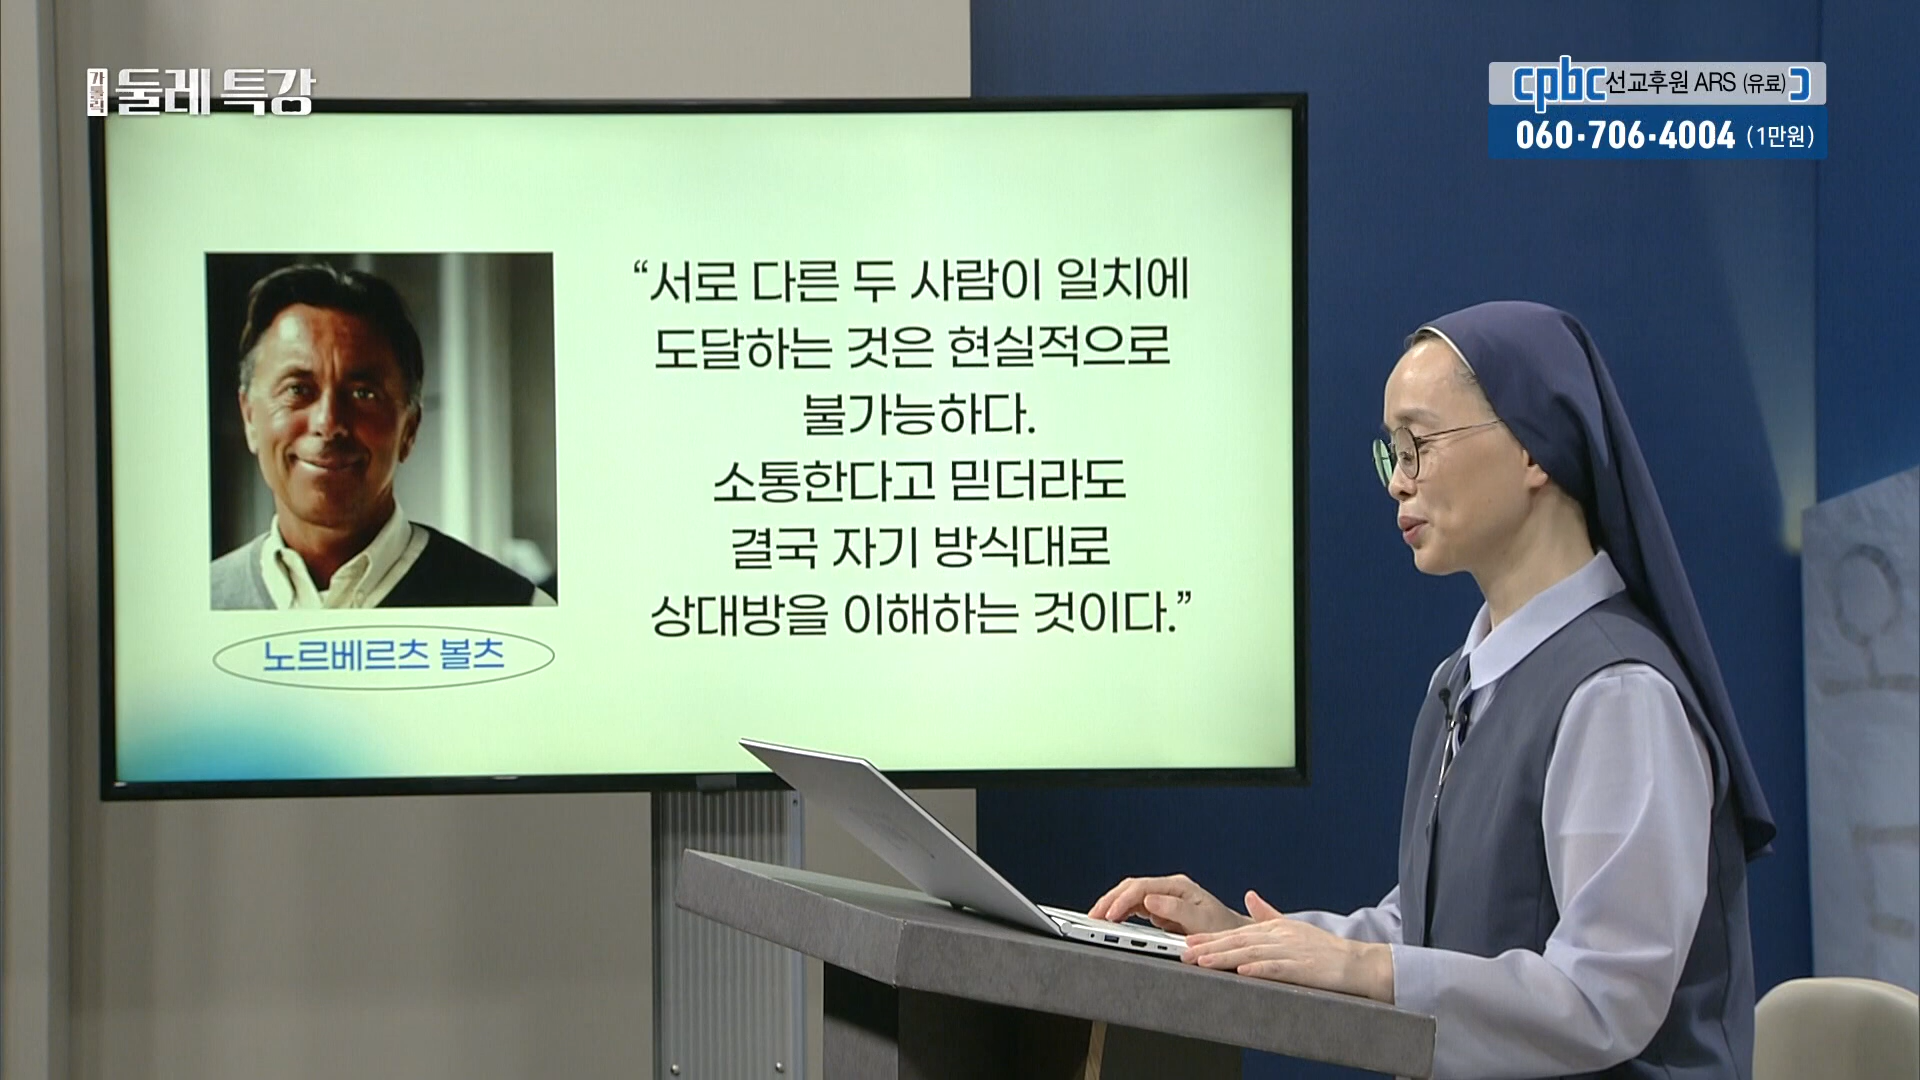 가톨릭
둘레 특강
cpbc 선교후원 ARS (유료)
060·706·4004 (1만원)
“서로 다른 두 사람이 일치에
도달하는 것은 현실적으로
불가능하다.
소통한다고 믿더라도
결국 자기 방식대로
상대방을 이해하는 것이다.”
노르베르츠 볼츠